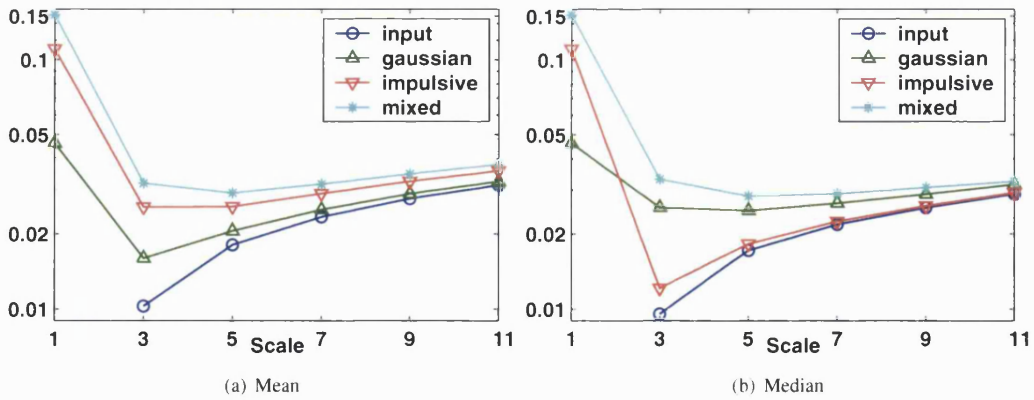 0.15
0.1
0.05
0.02
0.01
1 3 5 7 9 11
Scale
input
gaussian
impulsive
mixed
(a) Mean
0.15
0.1
0.05
0.02
0.01
1 3 5 7 9 11
Scale
input
gaussian
impulsive
mixed
(b) Median